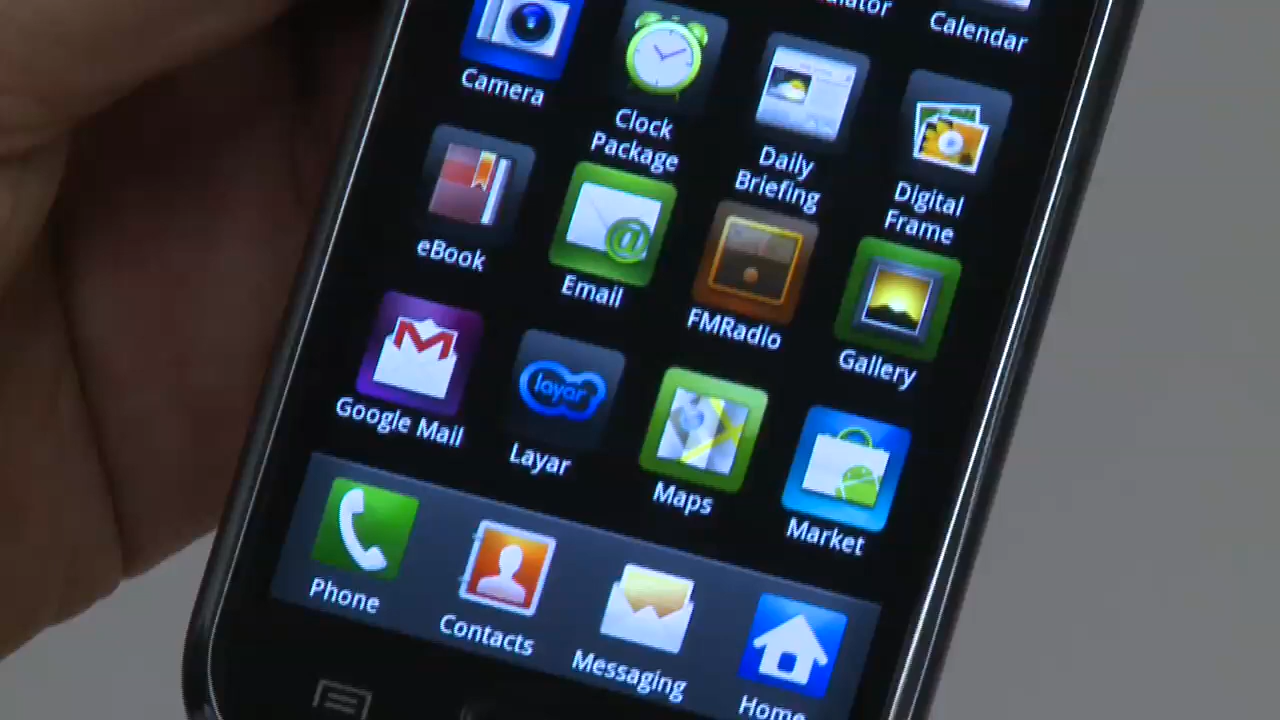 Calendar
Camera
Clock
Package
Daily
Briefing
Digital
Frame
eBook
Email
FMRadio
Gallery
Google Mail
layar
Layar
Maps
Market
Phone
Contacts
Messaging
Home